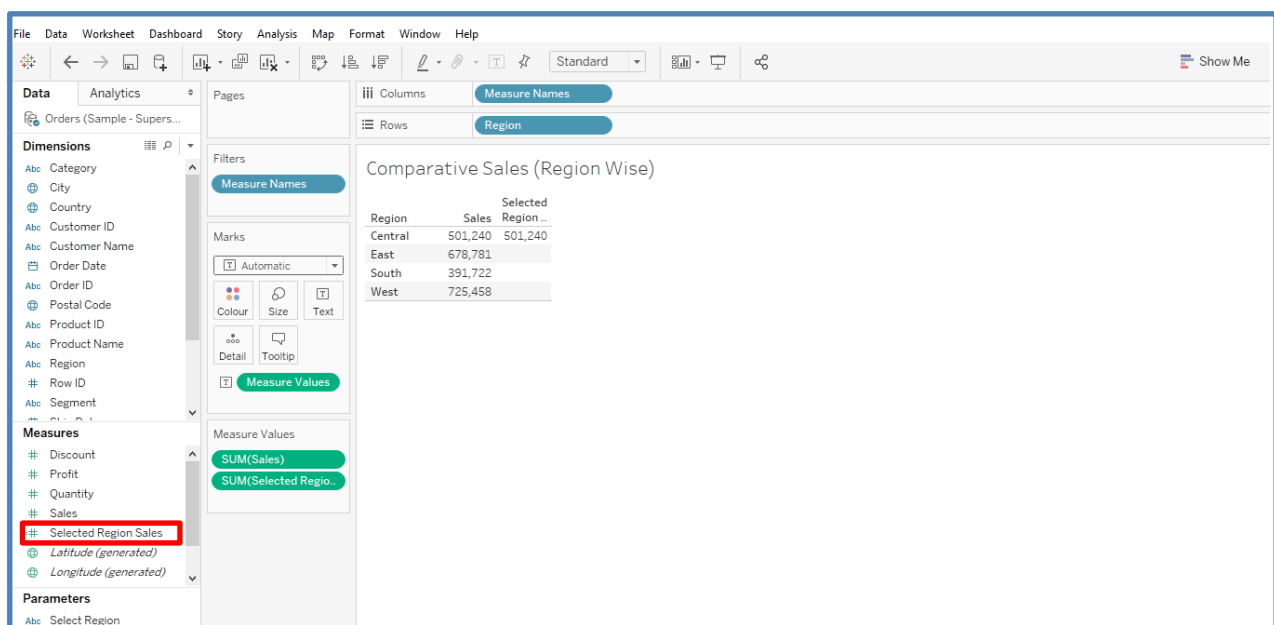 File Data Worksheet Dashboard Story Analysis Map Format Window Help
Standard
Show Me
Data Analytics
Orders (Sample - Supers...
Dimensions
Abc Category
City
Country
Abc Customer ID
Abc Customer Name
Order Date
Abc Order ID
Postal Code
Abc Product ID
Abc Product Name
Abc Region
# Row ID
Abc Segment
Measures
# Discount
# Profit
# Quantity
# Sales
# Selected Region Sales
Latitude (generated)
Longitude (generated)
Parameters
Abc Select Region
Pages
Filters
Measure Names
Marks
T Automatic
Colour Size Text
Detail Tooltip
T Measure Values
Measure Values
SUM(Sales)
SUM(Selected Regio..
iii Columns Measure Names
Rows Region
Comparative Sales (Region Wise)
Selected
Region Sales Region ..
Central 501,240 501,240
East 678,781
South 391,722
West 725,458